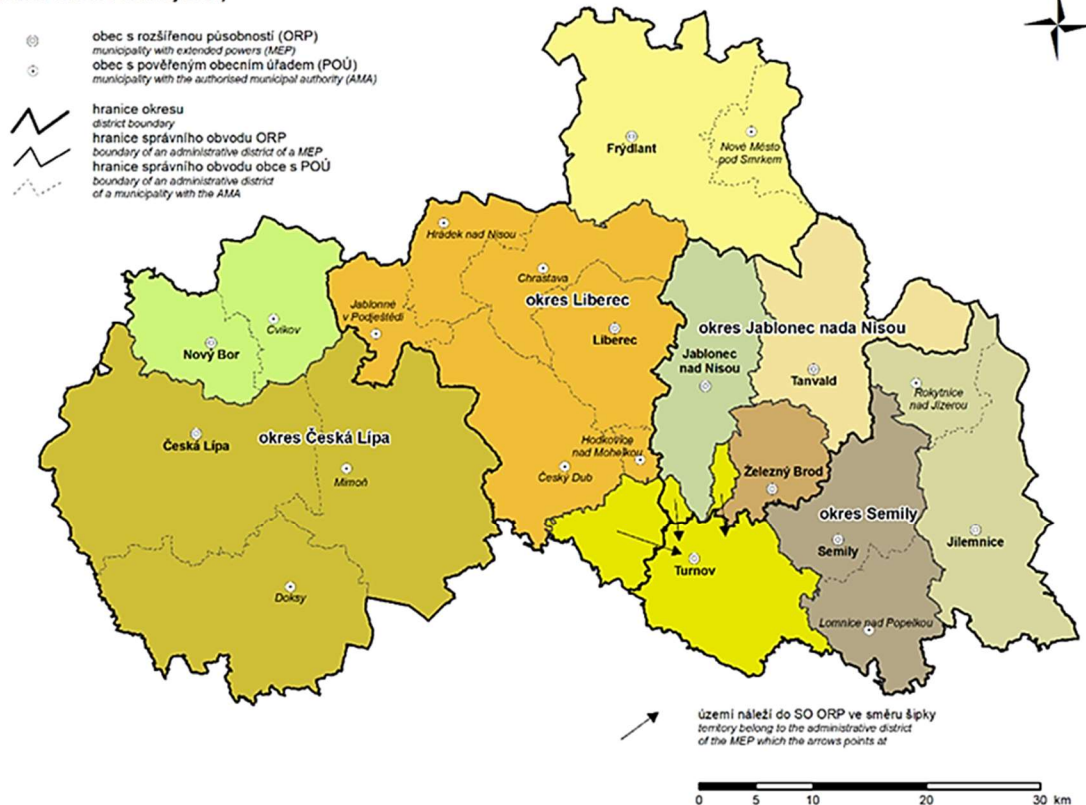 obec s rozšířenou působností (ORP)
municipality with extended powers (MEP)
obec s pověřeným obecním úřadem (POÚ)
municipality with the authorised municipal authority (AMA)
hranice okresu
district boundary
hranice správního obvodu ORP
boundary of an administrative district of a MEP
hranice správního obvodu obce s POÚ
boundary of an administrative district
of a municipality with the AMA
Frýdlant
Nové Město
pod Smrkem
Hrádek nad Nisou
Chrastava
okres Liberec
Jablonné
v Podještědí
Cvikov
Liberec
okres Jablonec nada Nisou
Nový Bor
Jablonec
nad Nisou
Tanvald
Rokytnice
nad Jizerou
Česká Lípa
okres Česká Lípa
Mimoň
Hodkovice
nad Mohelkou
Český Dub
Železný Brod
okres Semily
Semily
Jilemnice
Turnov
Doksy
Lomnice nad Popelkou
území náleží do SO ORP ve směru šipky
territory belong to the administrative district
of the MEP which the arrows points at
0 5 10 20 30 km